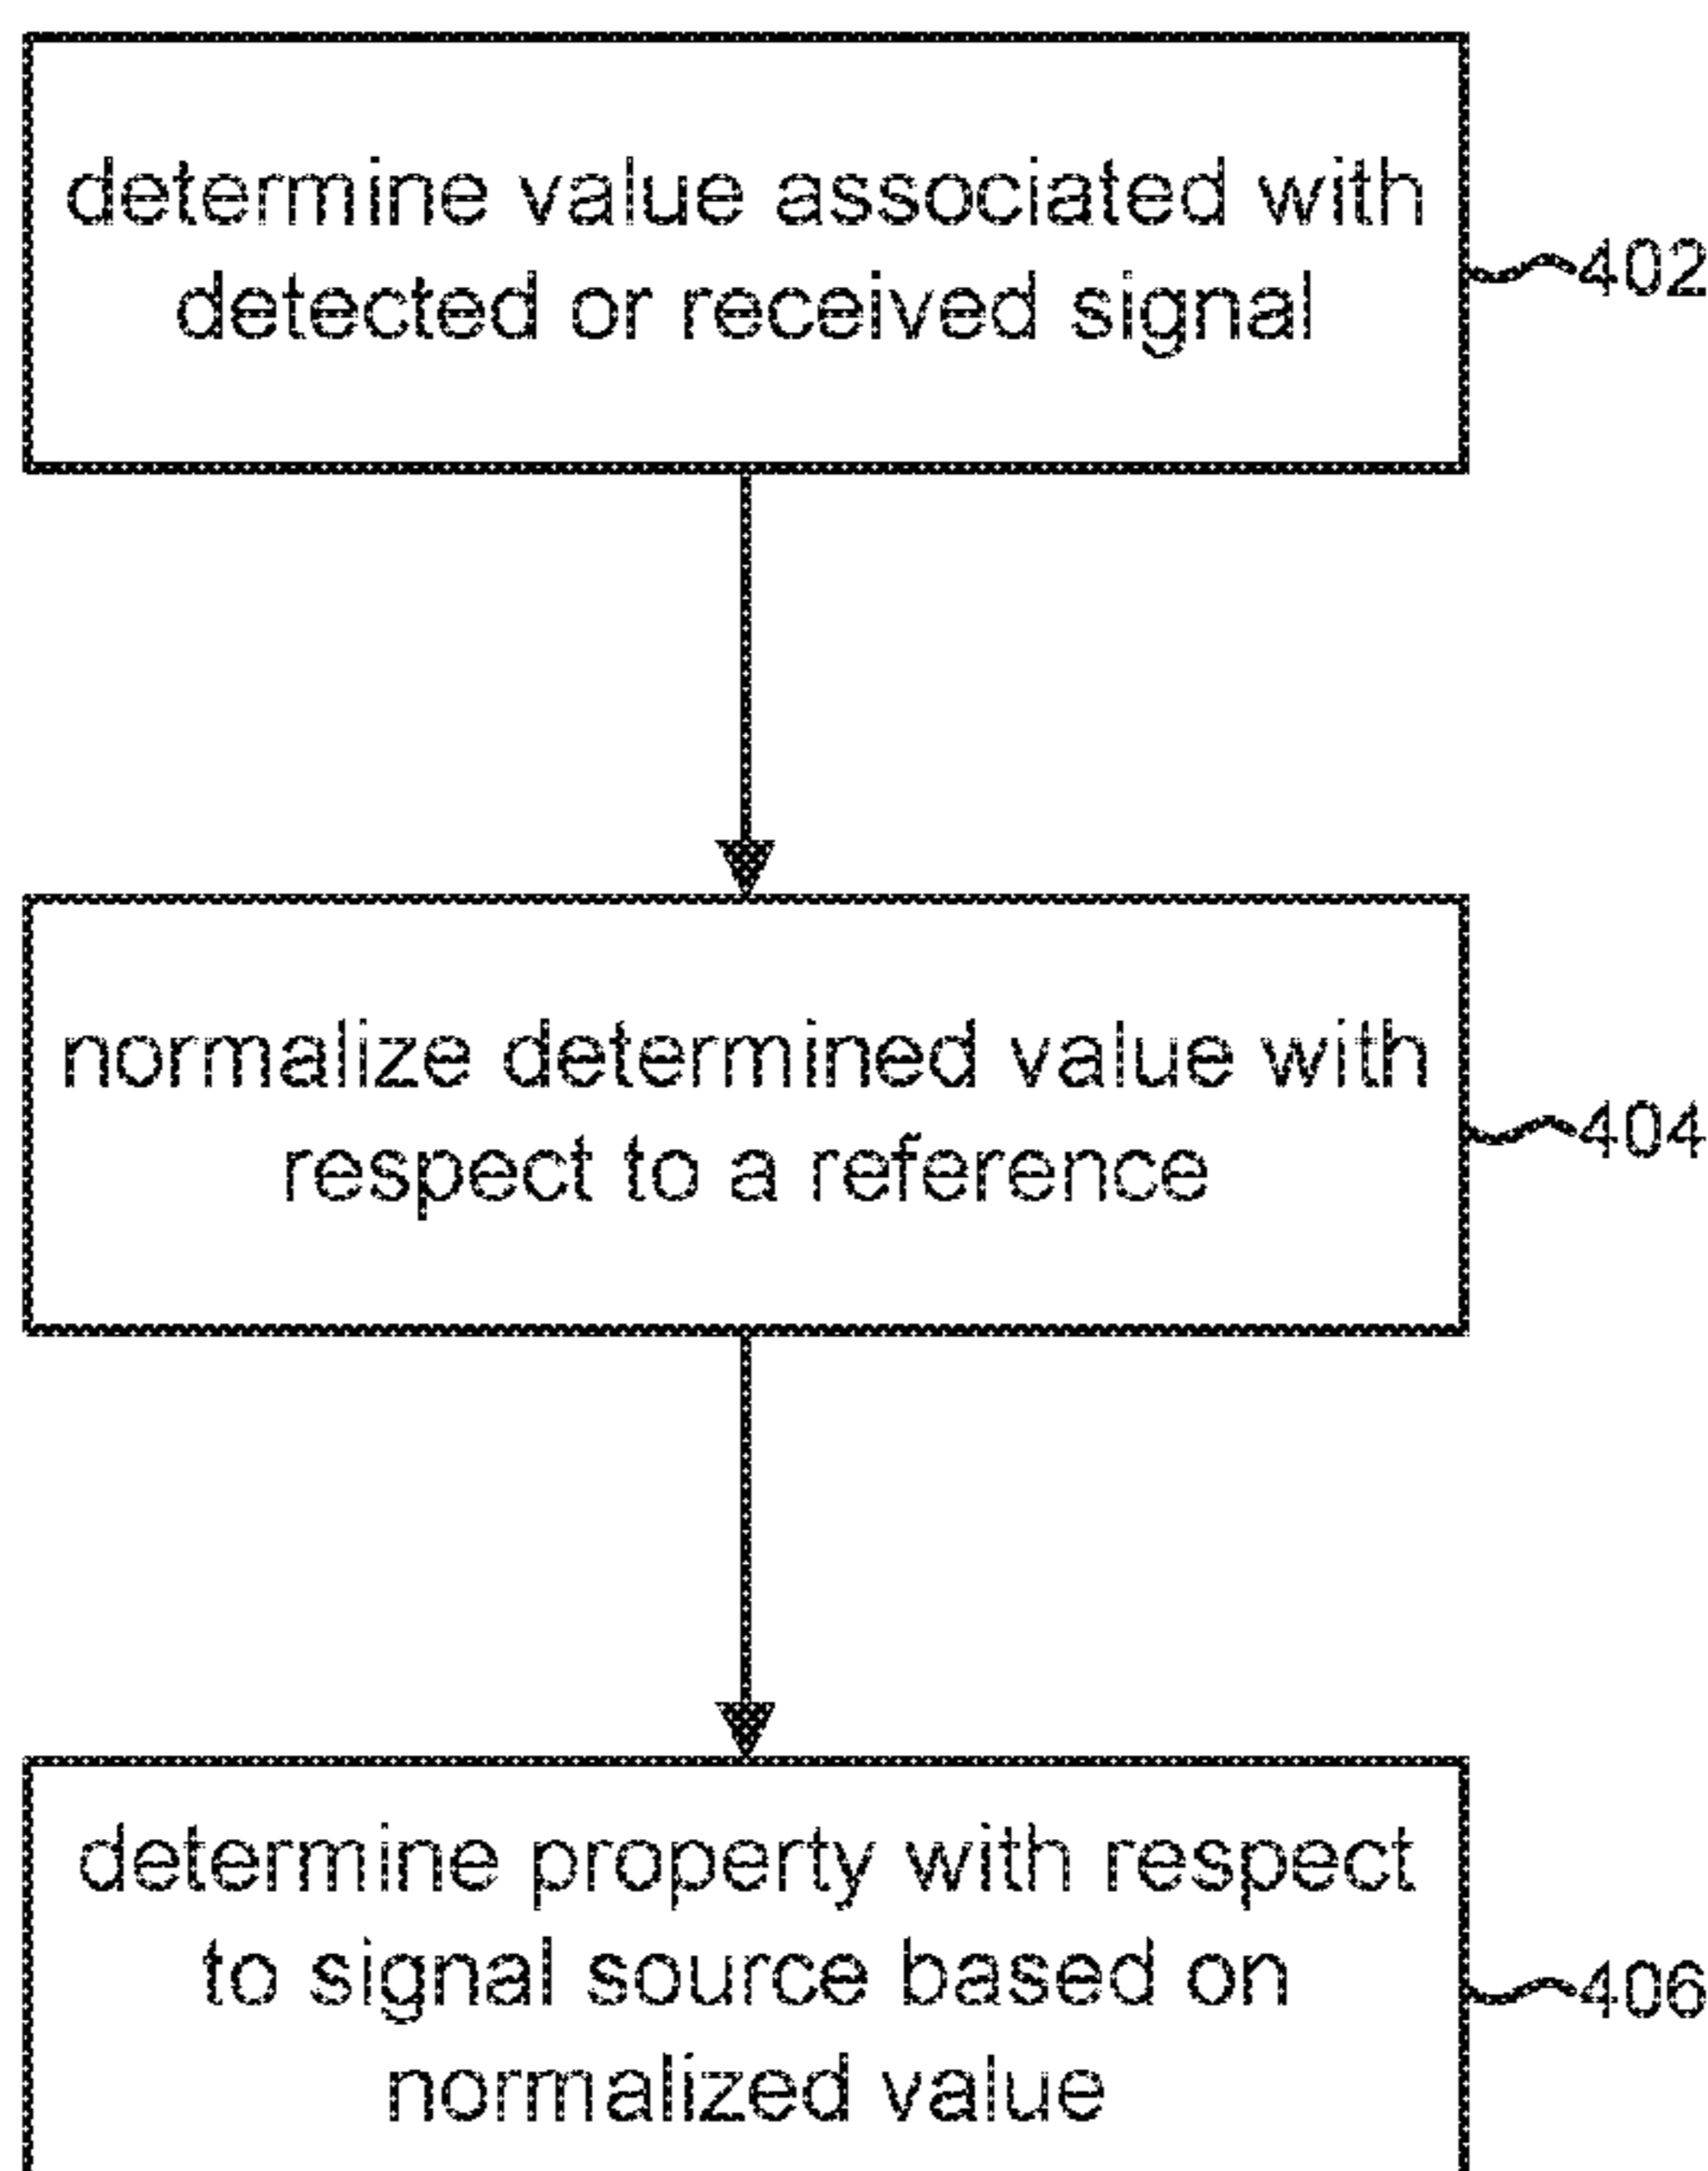 determine value associated with
detected or received signal
402
normalize determined value with
respect to a reference
404
determine property with respect
to signal source based on
normalized value
406